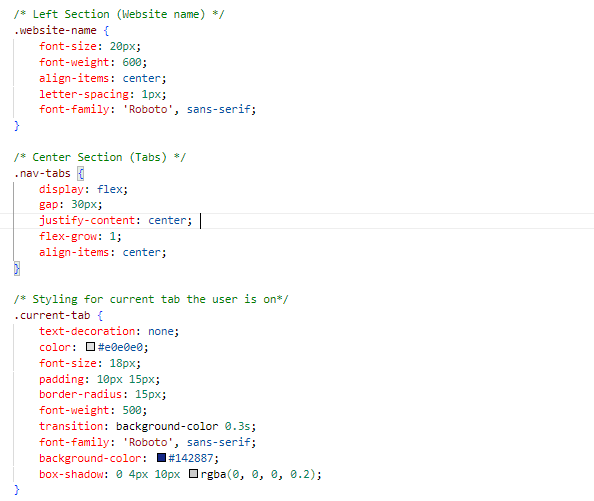 /* Left Section (Website name) */
.website-name {
font-size: 20px;
font-weight: 600;
align-items: center;
letter-spacing: 1px;
font-family: 'Roboto', sans-serif;
}
/* Center Section (Tabs) */
.nav-tabs {
display: flex;
gap: 30px;
justify-content: center;
flex-grow: 1;
align-items: center;
}
/* Styling for current tab the user is on*/
.current-tab {
text-decoration: none;
color: #e0e0e0;
font-size: 18px;
padding: 10px 15px;
border-radius: 15px;
font-weight: 500;
transition: background-color 0.3s;
font-family: 'Roboto', sans-serif;
background-color: #142887;
box-shadow: 0 4px 10px rgba(0, 0, 0, 0.2);
}